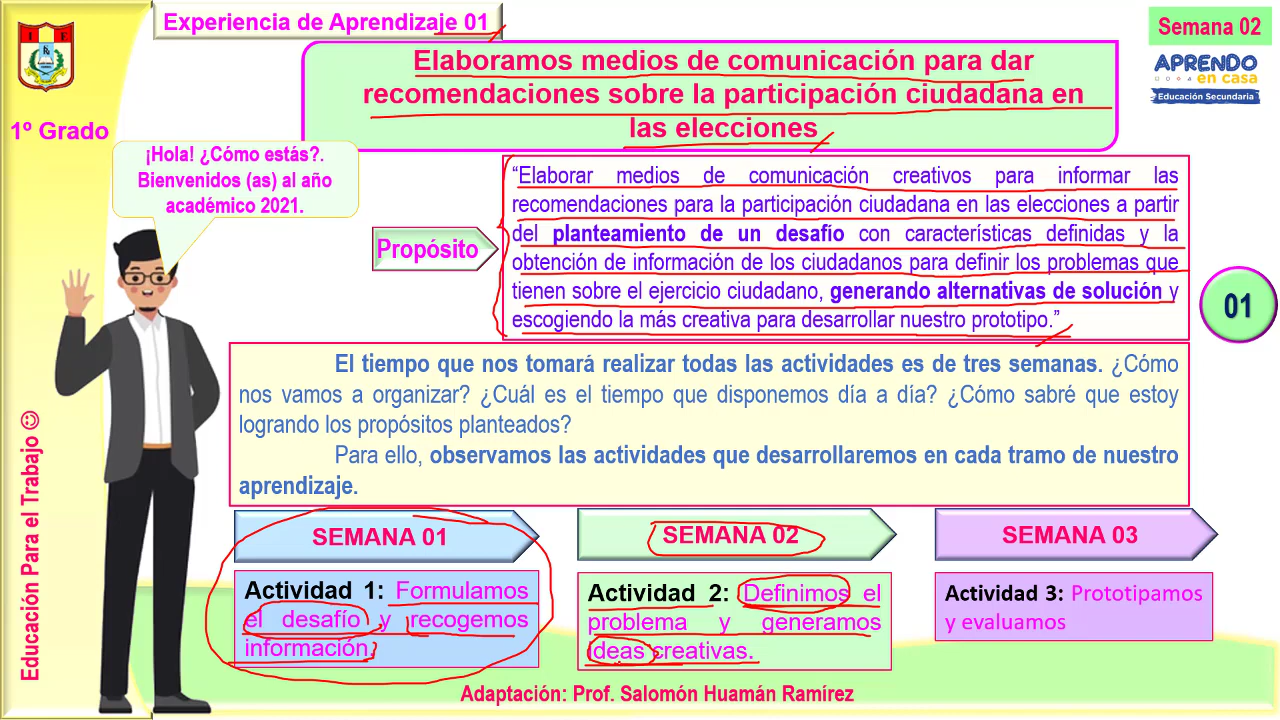 Experiencia de Aprendizaje 01
Semana 02
I E
APRENDO
en casa
Educación Secundaria
Elaboramos medios de comunicación para dar
recomendaciones sobre la participación ciudadana en
las elecciones
1º Grado
¡Hola! ¿Cómo estás?.
Bienvenidos (as) al año
académico 2021.
Propósito
“Elaborar medios de comunicación creativos para informar las
recomendaciones para la participación ciudadana en las elecciones a partir
del planteamiento de un desafío con características definidas y la
obtención de información de los ciudadanos para definir los problemas que
tienen sobre el ejercicio ciudadano, generando alternativas de solución y
escogiendo la más creativa para desarrollar nuestro prototipo.”
01
El tiempo que nos tomará realizar todas las actividades es de tres semanas. ¿Cómo
nos vamos a organizar? ¿Cuál es el tiempo que disponemos día a día? ¿Cómo sabré que estoy
logrando los propósitos planteados?
Para ello, observamos las actividades que desarrollaremos en cada tramo de nuestro
aprendizaje.
SEMANA 01
Actividad 1: Formulamos
el desafío y recogemos
información.
SEMANA 02
Actividad 2: Definimos el
problema y generamos
ideas creativas.
SEMANA 03
Actividad 3: Prototipamos
y evaluamos
Educación Para el Trabajo ☺
Adaptación: Prof. Salomón Huamán Ramírez